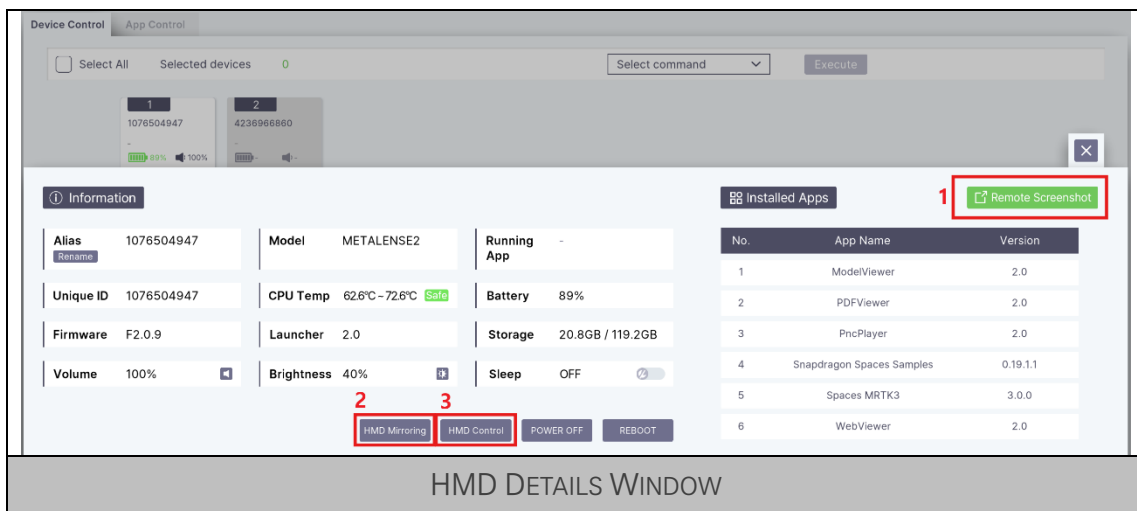 Device Control App Control
Select All Selected devices 0 Select command Execute
1 2
1076504947 4236966860
- -
89% 100% - -
Information Installed Apps 1 Remote Screenshot
Alias 1076504947 Model METALENSE2 Running App -
Rename
No. App Name Version
1 ModelViewer 2.0
Unique ID 1076504947 CPU Temp 62.6℃ – 72.6℃ Safe Battery 89%
2 PDFViewer 2.0
Firmware F2.0.9 Launcher 2.0 Storage 20.8GB / 119.2GB
3 PncPlayer 2.0
4 Snapdragon Spaces Samples 0.19.1.1
Volume 100% Brightness 40% Sleep OFF
5 Spaces MRTK3 3.0.0
2 3
HMD Mirroring HMD Control POWER OFF REBOOT
6 WebViewer 2.0
HMD DETAILS WINDOW